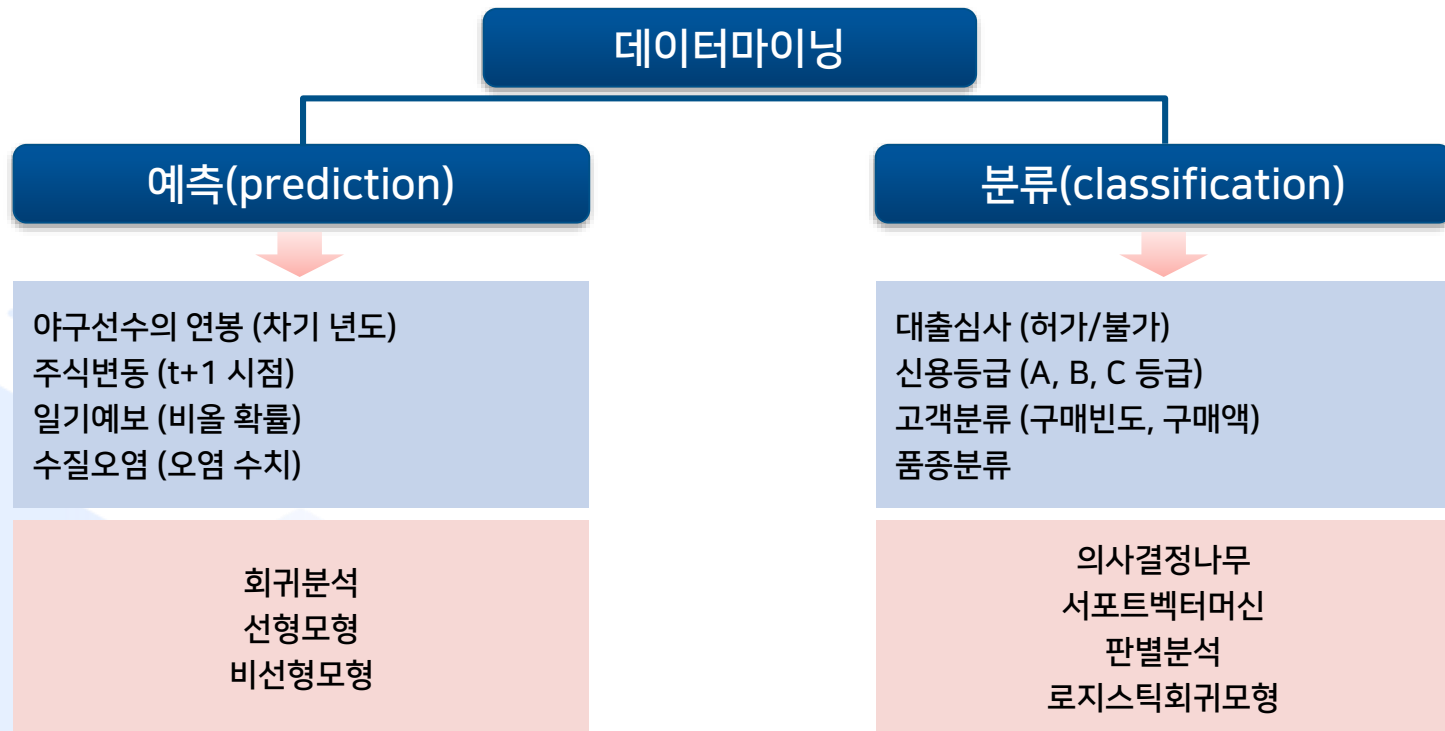 데이터마이닝
예측(prediction)
야구선수의 연봉 (차기 년도)
주식변동 (t+1 시점)
일기예보 (비올 확률)
수질오염 (오염 수치)
회귀분석
선형모형
비선형모형
분류(classification)
대출심사 (허가/불가)
신용등급 (A, B, C 등급)
고객분류 (구매빈도, 구매액)
품종분류
의사결정나무
서포트벡터머신
판별분석
로지스틱회귀모형